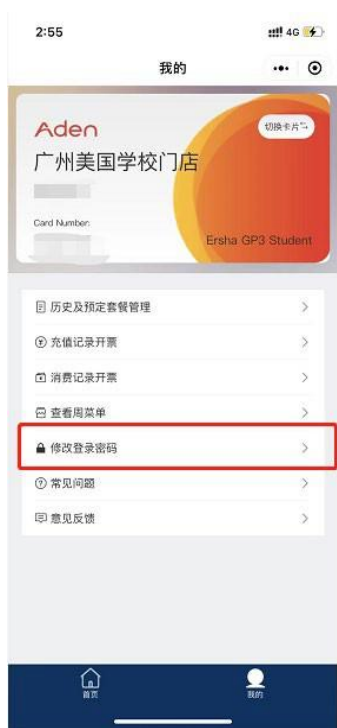 2:55
4G
我的
Aden
切换卡片
广州美国学校门店
Card Number:
Ersha GP3 Student
历史及预定套餐管理
充值记录开票
消费记录开票
查看周菜单
修改登录密码
常见问题
意见反馈
首页
我的